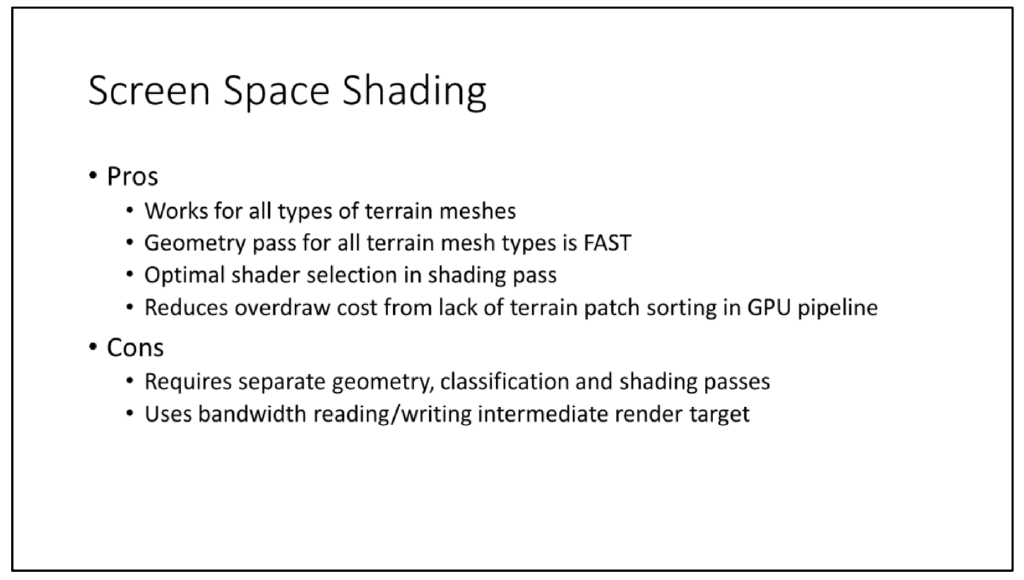 Screen Space Shading
• Pros
• Works for all types of terrain meshes
• Geometry pass for all terrain mesh types is FAST
• Optimal shader selection in shading pass
• Reduces overdraw cost from lack of terrain patch sorting in GPU pipeline
• Cons
• Requires separate geometry, classification and shading passes
• Uses bandwidth reading/writing intermediate render target